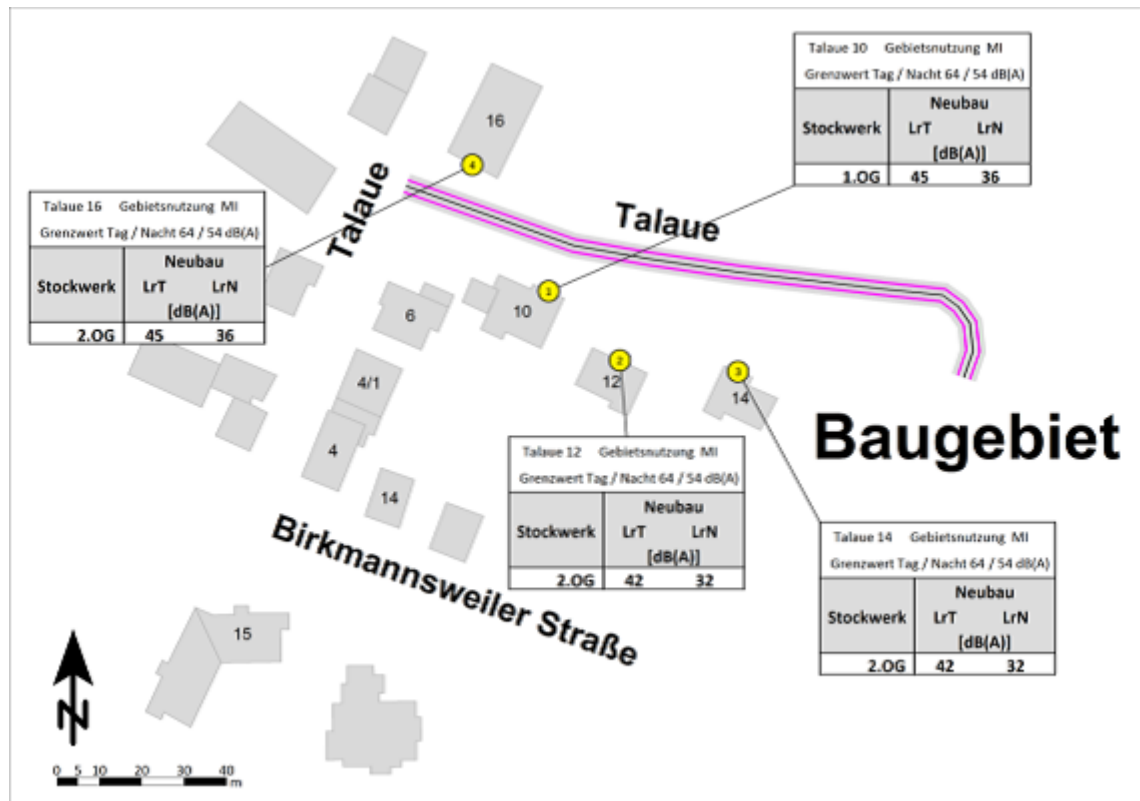 Talaue 10 Gebietsnutzung MI
Grenzwert Tag / Nacht 64 / 54 dB(A)
Stockwerk
Neubau
LrT LrN
[dB(A)]
1.OG 45 36
16
4
Talaue
Talaue
Talaue 16 Gebietsnutzung MI
Grenzwert Tag / Nacht 64 / 54 dB(A)
Stockwerk
Neubau
LrT LrN
[dB(A)]
2.OG 45 36
1
10
6
2
12
3
14
4/1
4
14
Baugebiet
Birkmannsweiler Straße
Talaue 12 Gebietsnutzung MI
Grenzwert Tag / Nacht 64 / 54 dB(A)
Stockwerk
Neubau
LrT LrN
[dB(A)]
2.OG 42 32
Talaue 14 Gebietsnutzung MI
Grenzwert Tag / Nacht 64 / 54 dB(A)
Stockwerk
Neubau
LrT LrN
[dB(A)]
2.OG 42 32
15
N
0 5 10 20 30 40
m